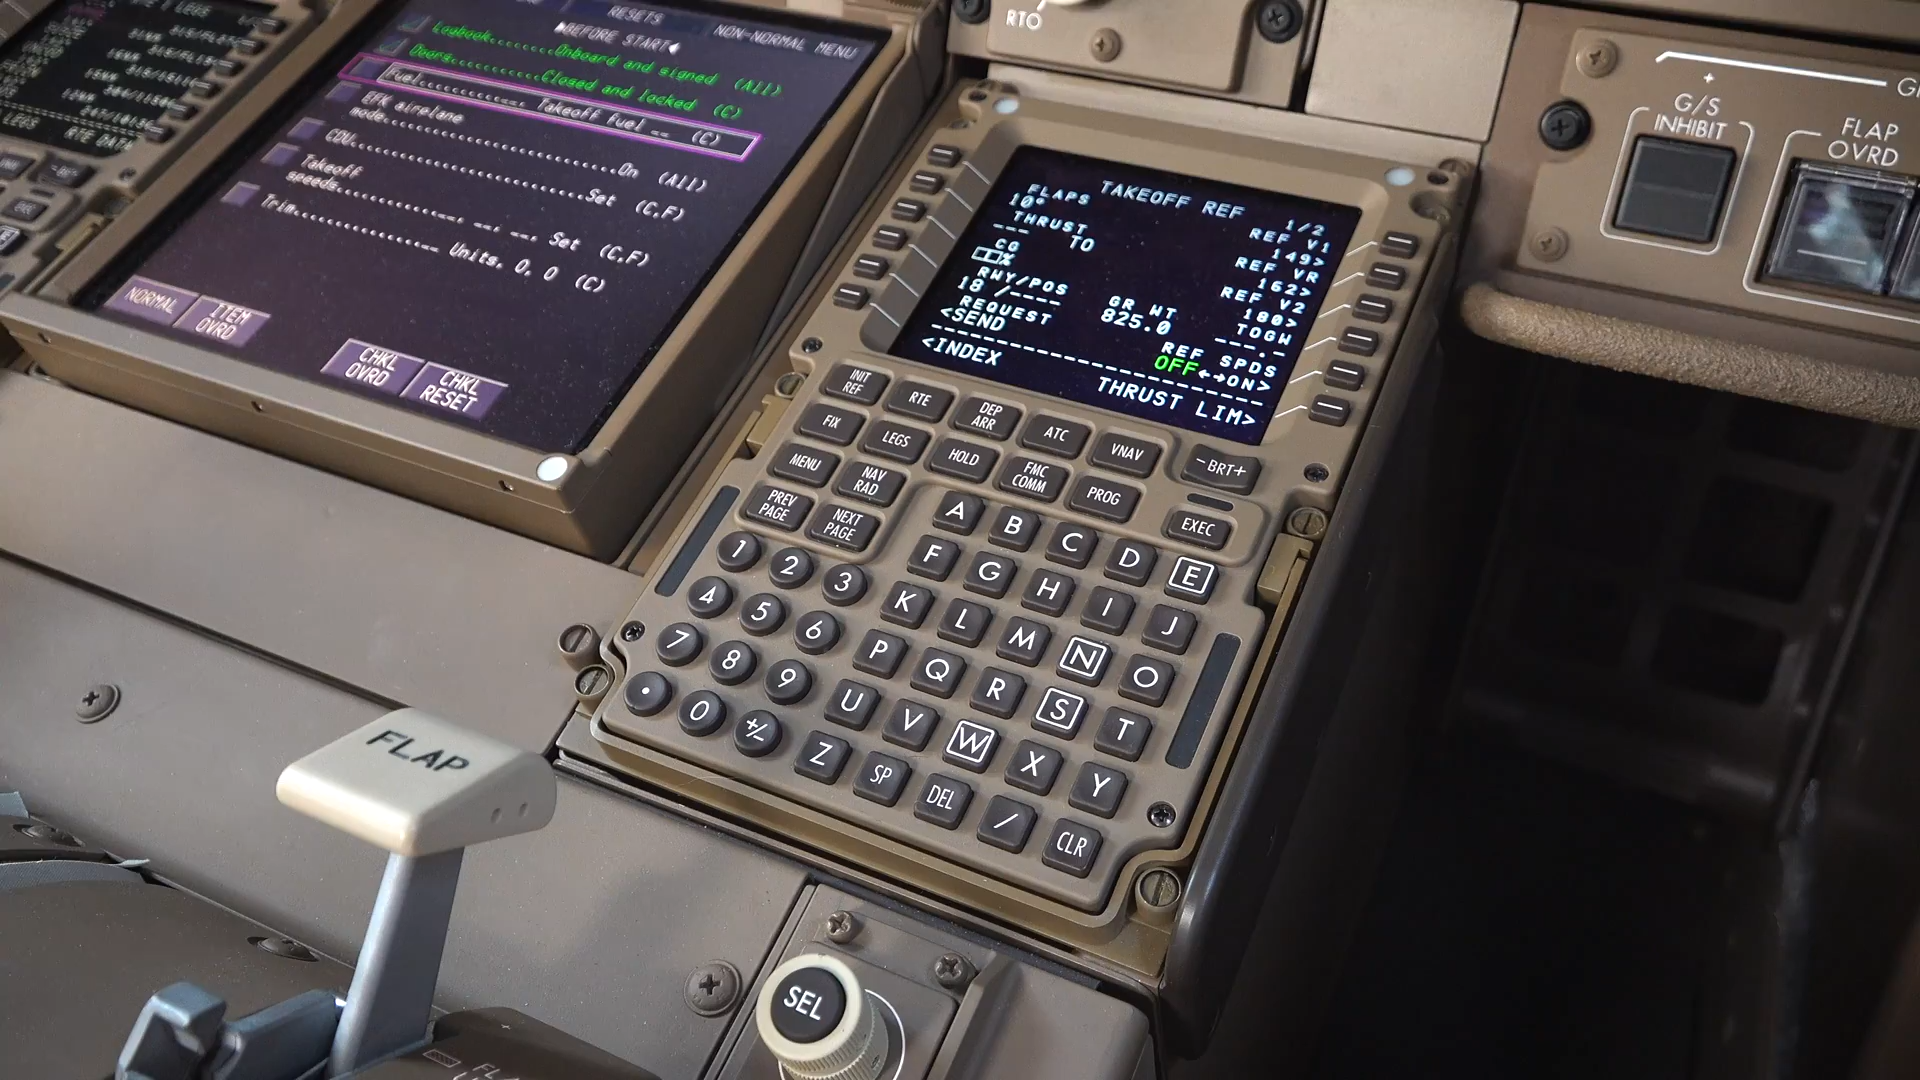 RESETS
NON-NORMAL MENU
►BEFORE START◄
Logbook........Onboard and signed (All)
Doors............Closed and locked (C)
Fuel..............: Takeoff fuel __ (C)
EFK airplane
mode..............................On (All)
CDU..............................Set (C,F)
Takeoff
speeds..............__, __, __, Set (C,F)
Trim..................__ Units, 0, 0 (C)
NORMAL
ITEM
OVRD
CHKL
OVRD
CHKL
RESET
LEGS
RTE DATA
RTO
TAKEOFF REF
1/2
FLAPS
REF V1
10°
149>
THRUST
REF VR
--- TO
162>
CG
REF V2
□□%
180>
RWY/POS
GR WT
TOGW
18 /----
825.0
---.-
REQUEST
REF SPDS
<SEND
OFF←→ON>
<INDEX
THRUST LIM>
INIT
REF
RTE
DEP
ARR
ATC
VNAV
-BRT+
FIX
LEGS
HOLD
FMC
COMM
PROG
EXEC
MENU
NAV
RAD
PREV
PAGE
NEXT
PAGE
A B C D E
F G H I J
K L M N O
P Q R S T
U V W X Y
Z SP DEL / CLR
1 2 3
4 5 6
7 8 9
. 0 +/-
G/S
INHIBIT
FLAP
OVRD
FLAP
SEL